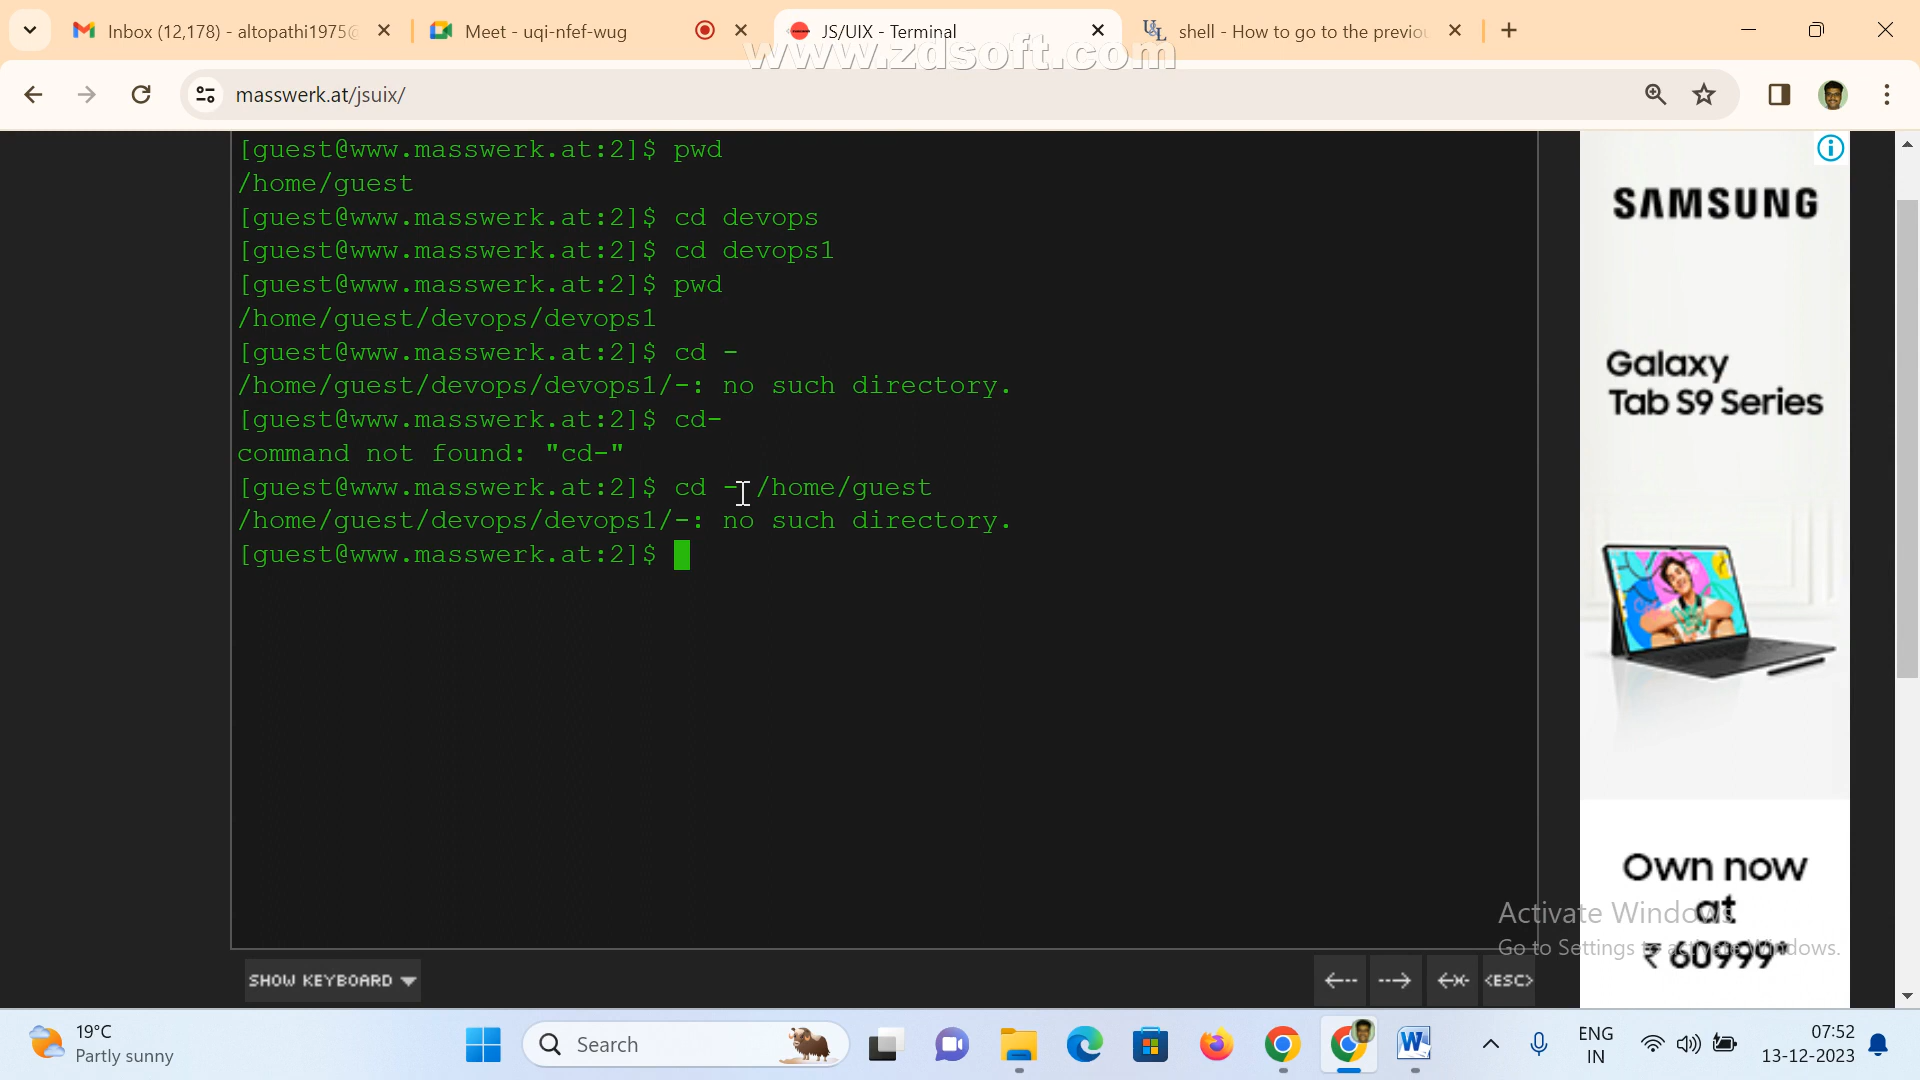 Inbox (12,178) - altopathi1975@
Meet - uqi-nfef-wug
JS/UIX - Terminal
shell - How to go to the previou
www.zdsoft.com
masswerk.at/jsuix/
[guest@www.masswerk.at:2]$ pwd
/home/guest
[guest@www.masswerk.at:2]$ cd devops
[guest@www.masswerk.at:2]$ cd devops1
[guest@www.masswerk.at:2]$ pwd
/home/guest/devops/devops1
[guest@www.masswerk.at:2]$ cd -
/home/guest/devops/devops1/-: no such directory.
[guest@www.masswerk.at:2]$ cd-
command not found: "cd-"
[guest@www.masswerk.at:2]$ cd - /home/guest
/home/guest/devops/devops1/-: no such directory.
[guest@www.masswerk.at:2]$
SHOW KEYBOARD
<ESC>
SAMSUNG
Galaxy
Tab S9 Series
Own now
at
₹ 60999*
Activate Windows
Go to Settings to activate Windows.
19°C
Partly sunny
Search
ENG
IN
07:52
13-12-2023